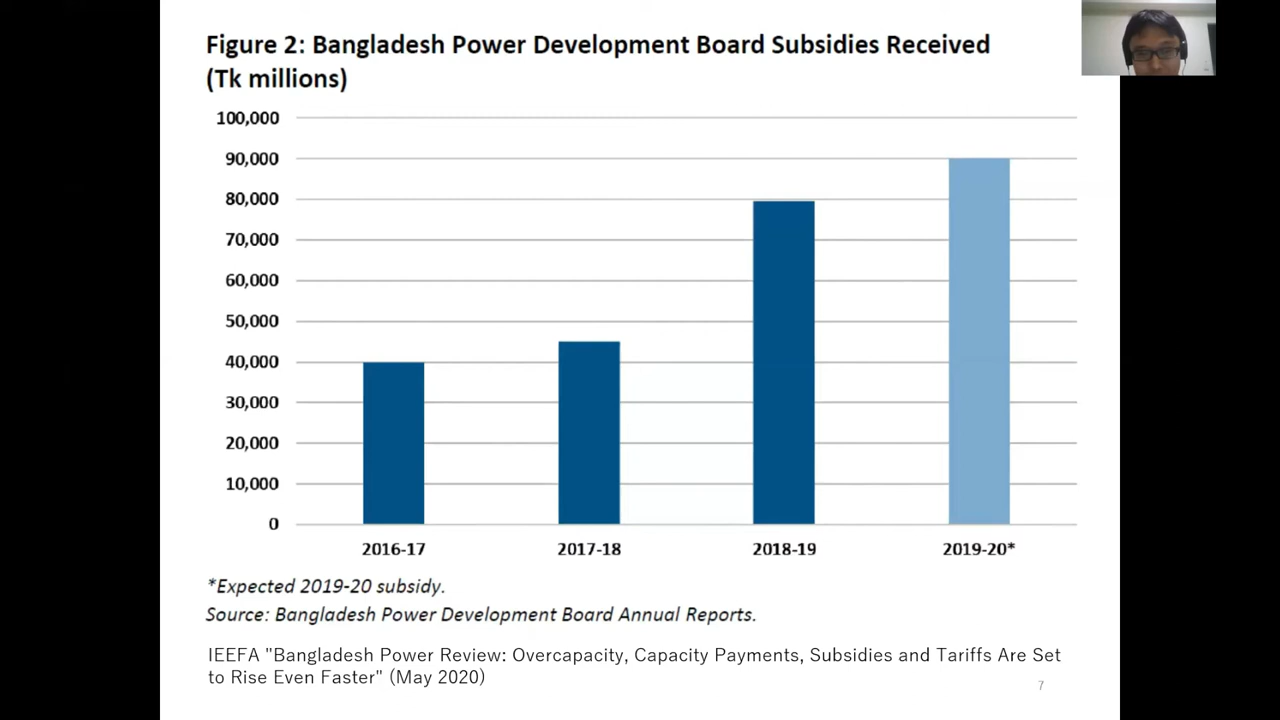 Figure 2: Bangladesh Power Development Board Subsidies Received
(Tk millions)
100,000
90,000
80,000
70,000
60,000
50,000
40,000
30,000
20,000
10,000
0
2016-17 2017-18 2018-19 2019-20*
*Expected 2019-20 subsidy.
Source: Bangladesh Power Development Board Annual Reports.
IEEFA "Bangladesh Power Review: Overcapacity, Capacity Payments, Subsidies and Tariffs Are Set
to Rise Even Faster" (May 2020)
7